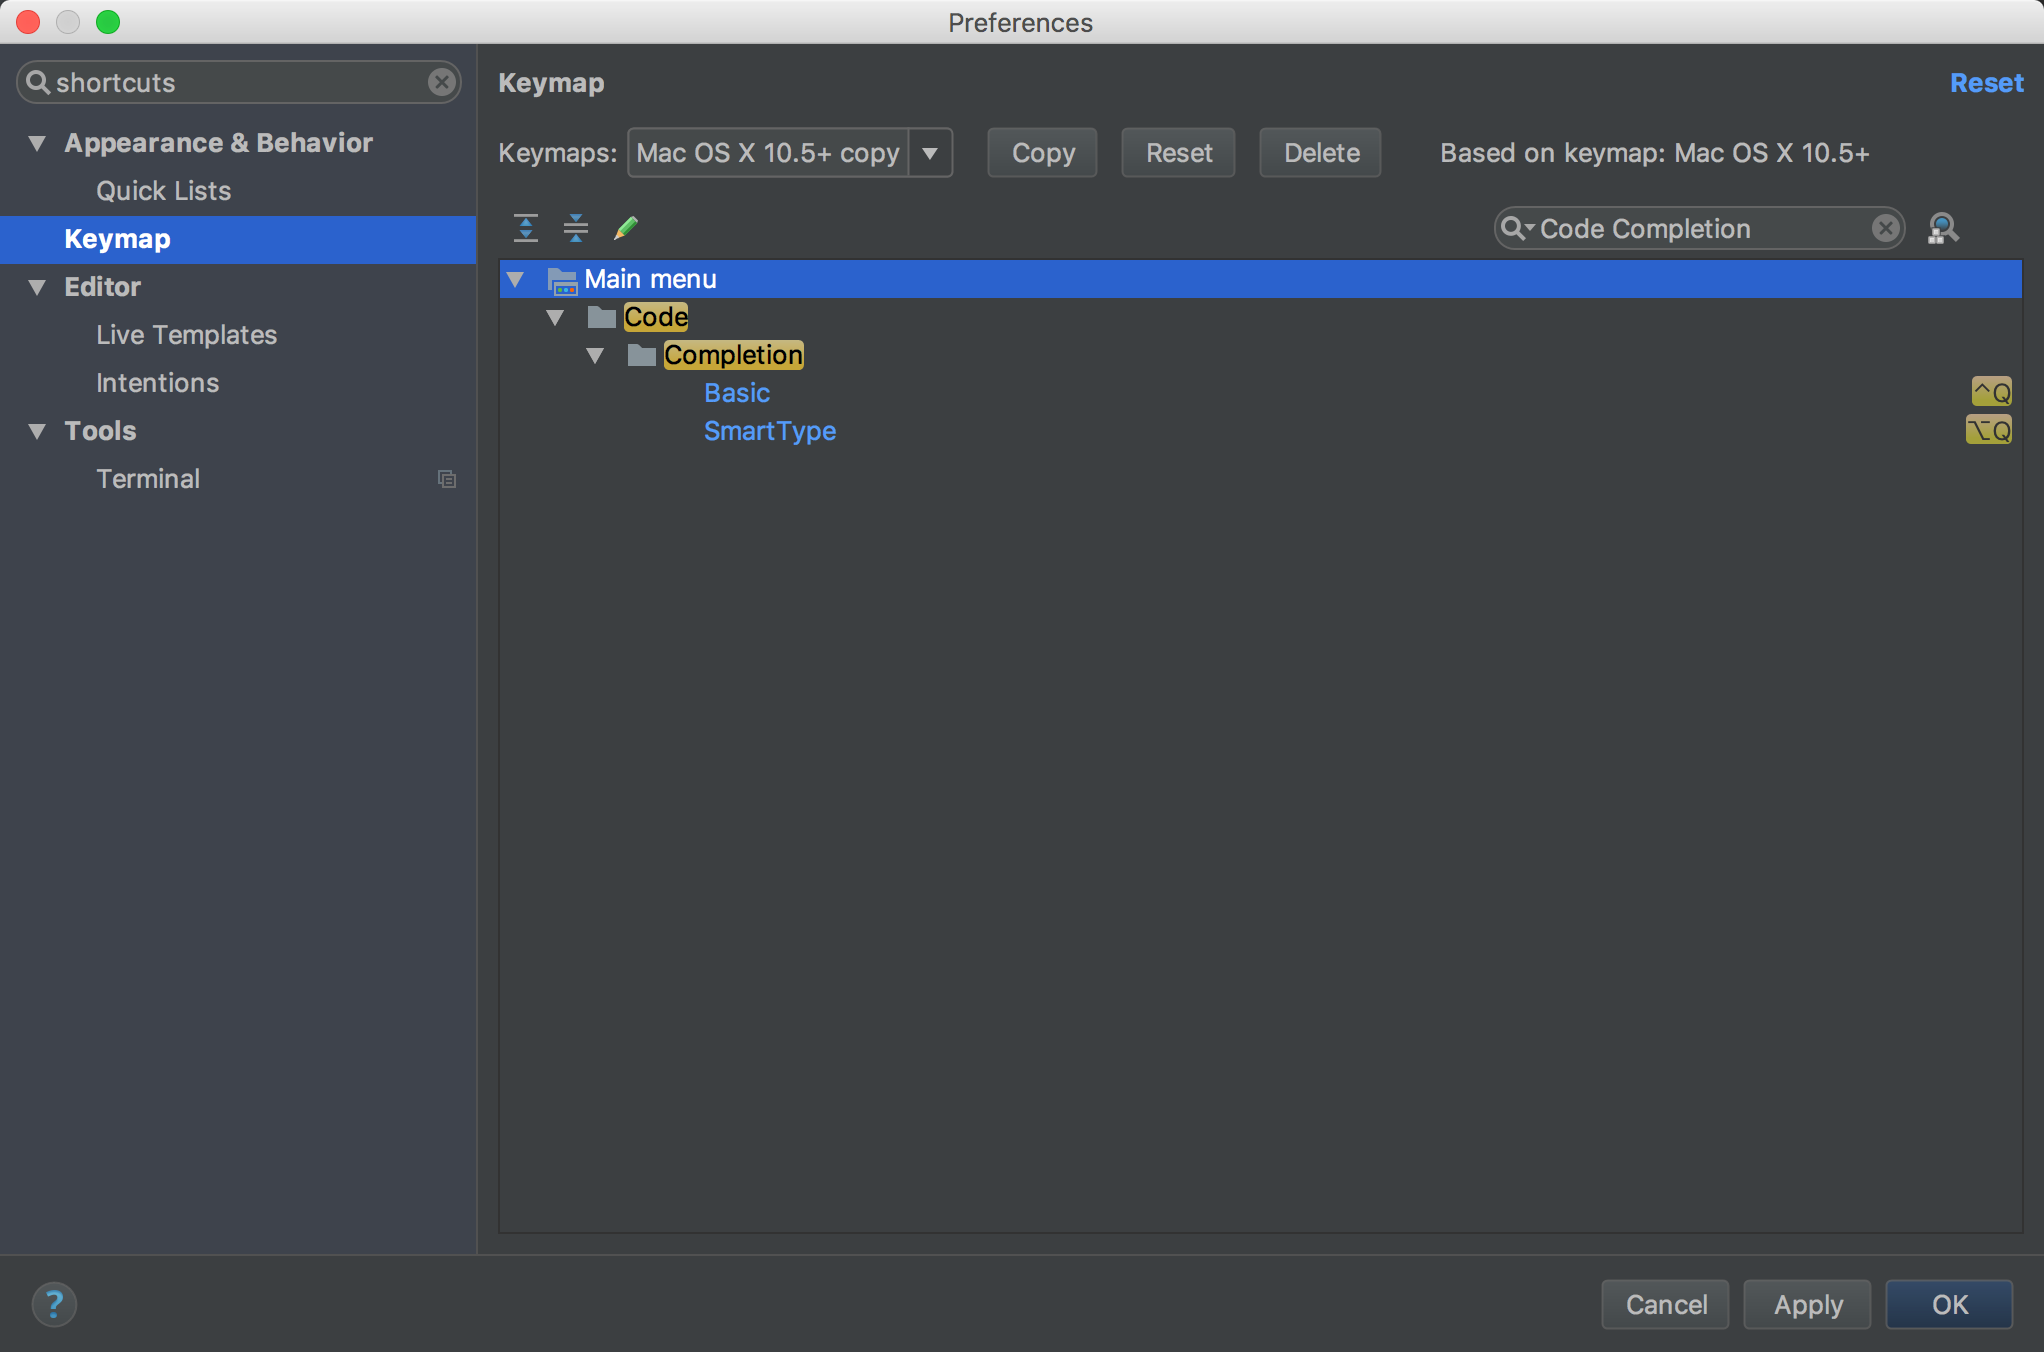 Preferences
shortcuts
Appearance & Behavior
Quick Lists
Keymap
Editor
Live Templates
Intentions
Tools
Terminal
Keymap
Reset
Keymaps: Mac OS X 10.5+ copy Copy Reset Delete Based on keymap: Mac OS X 10.5+
Code Completion
Main menu
Code
Completion
Basic ^Q
SmartType ⌥Q
? Cancel Apply OK